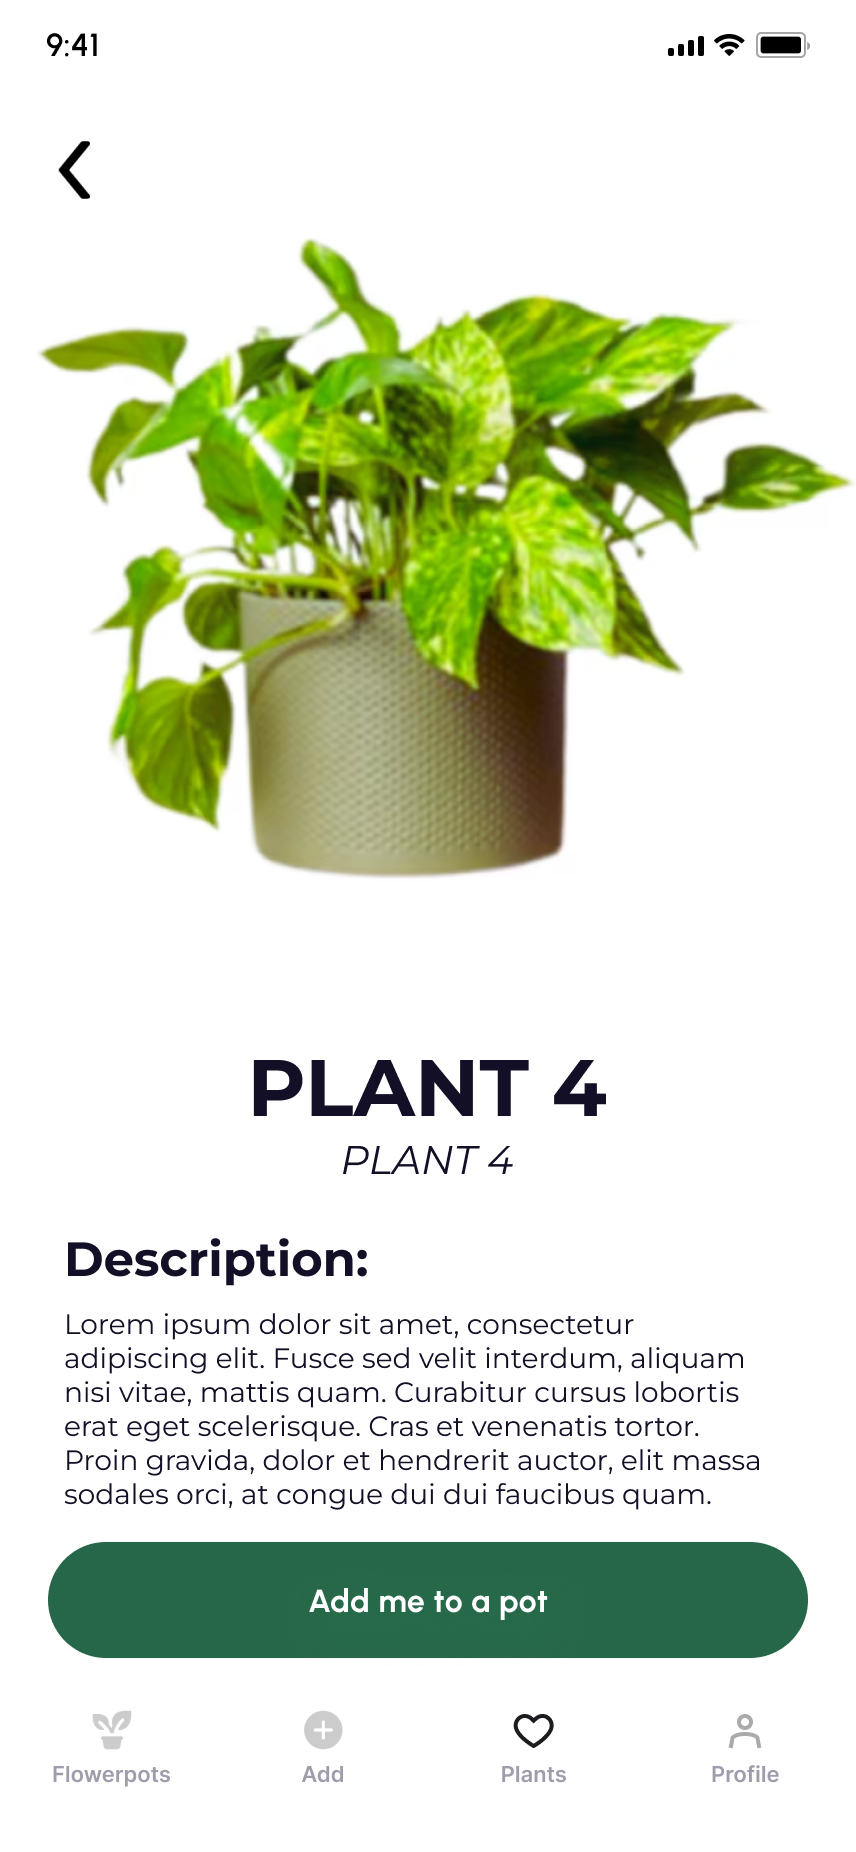 9:41
PLANT 4
PLANT 4
Description:
Lorem ipsum dolor sit amet, consectetur
adipiscing elit. Fusce sed velit interdum, aliquam
nisi vitae, mattis quam. Curabitur cursus lobortis
erat eget scelerisque. Cras et venenatis tortor.
Proin gravida, dolor et hendrerit auctor, elit massa
sodales orci, at congue dui dui faucibus quam.
Add me to a pot
Flowerpots Add Plants Profile